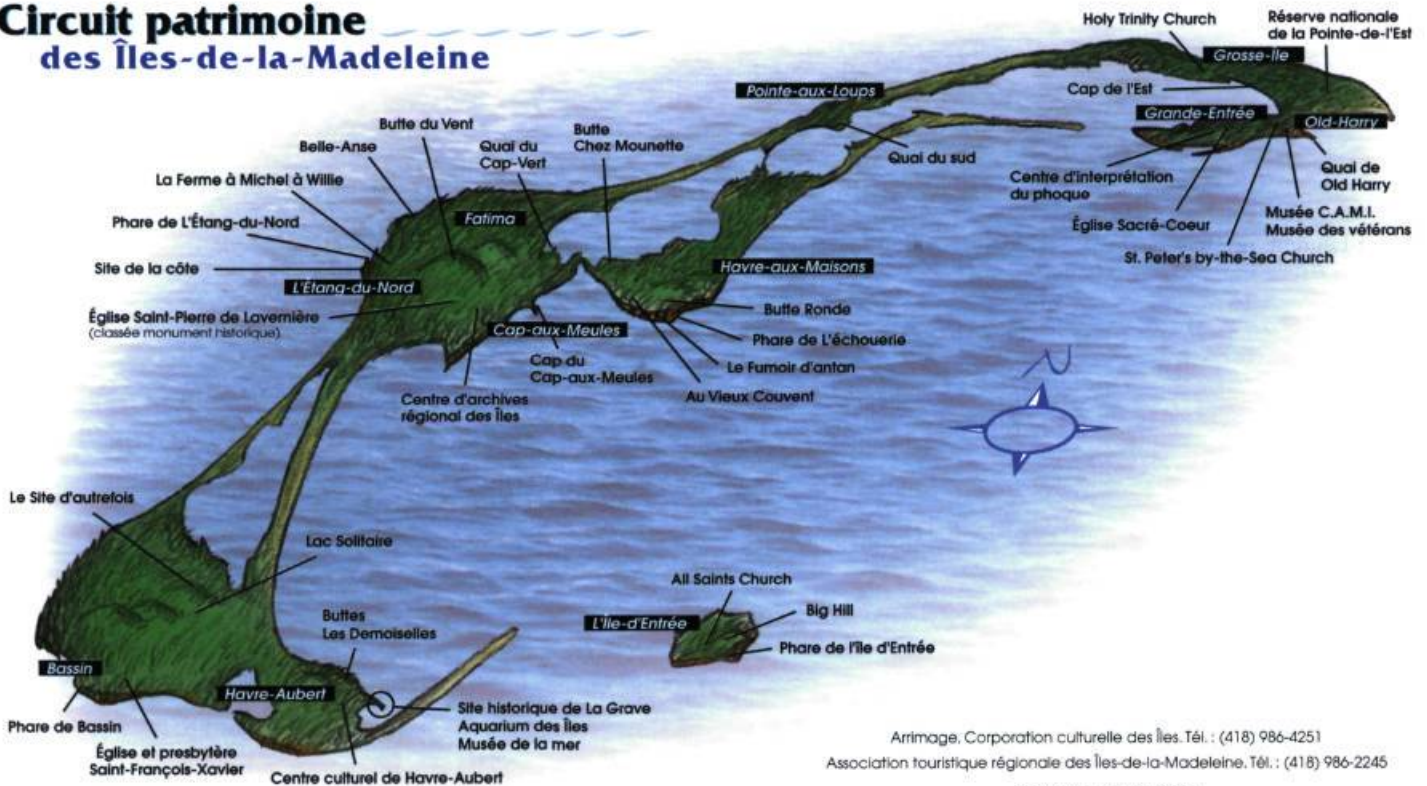 Circuit patrimoine
des Îles-de-la-Madeleine
Holy Trinity Church
Réserve nationale
de la Pointe-de-l'Est
Grosse-Île
Cap de l'Est
Pointe-aux-Loups
Grande-Entrée
Old-Harry
Butte du Vent
Quai du
Cap-Vert
Butte
Chez Mounette
Belle-Anse
Quai du sud
Centre d'interprétation
du phoque
Quai de
Old Harry
La Ferme à Michel à Willie
Fatima
Phare de L'Étang-du-Nord
Église Sacré-Coeur
Musée C.A.M.I.
Musée des vétérans
St. Peter's by-the-Sea Church
Site de la côte
L'Étang-du-Nord
Havre-aux-Maisons
Église Saint-Pierre de Lavernière
(classée monument historique)
Butte Ronde
Cap-aux-Meules
Phare de L'échouerie
Cap du
Cap-aux-Meules
Le Fumoir d'antan
Au Vieux Couvent
Centre d'archives
régional des Îles
N
Le Site d'autrefois
Lac Solitaire
All Saints Church
Big Hill
L'Île-d'Entrée
Phare de l'île d'Entrée
Buttes
Les Demoiselles
Bassin
Havre-Aubert
Phare de Bassin
Site historique de La Grave
Aquarium des Îles
Musée de la mer
Église et presbytère
Saint-François-Xavier
Centre culturel de Havre-Aubert
Arrimage, Corporation culturelle des Îles. Tél. : (418) 986-4251
Association touristique régionale des Îles-de-la-Madeleine. Tél. : (418) 986-2245